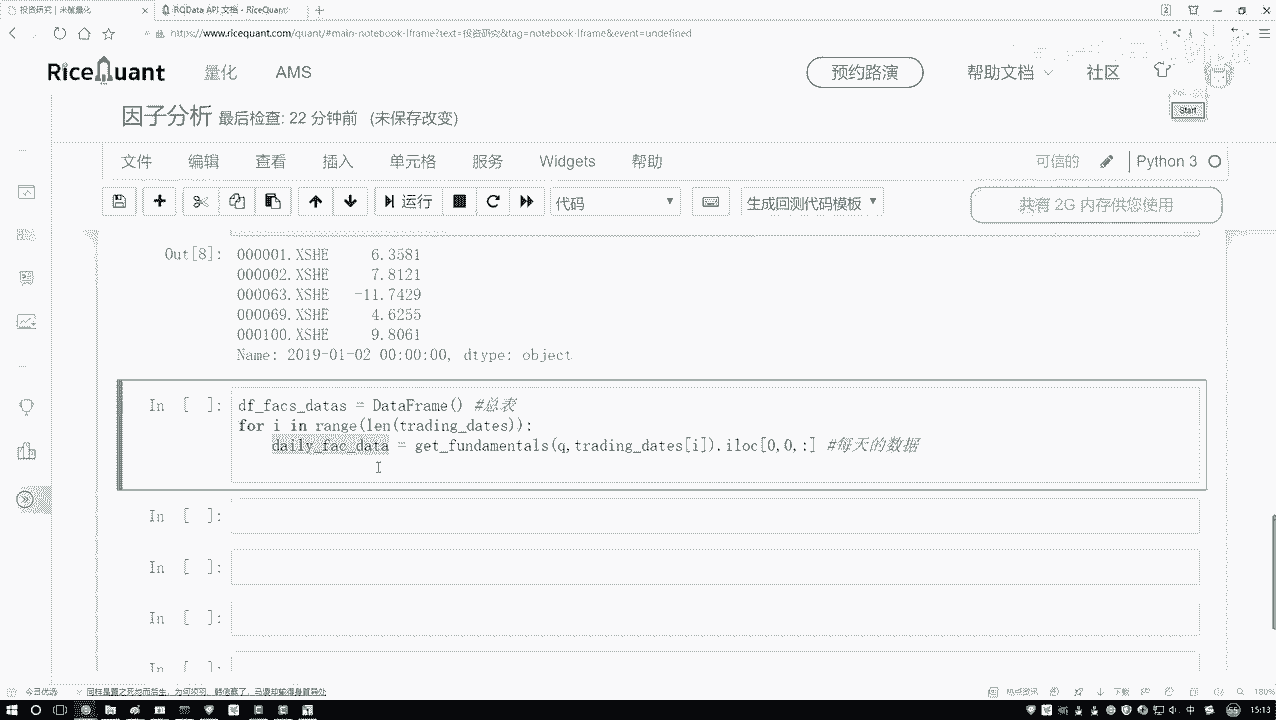 投资研究 | 米筐量化
RQData API 文档 - RiceQuant
https://www.ricequant.com/quant/#main-notebook-iframe?text=投资研究&tag=notebook-iframe&event=undefined
RiceQuant 量化 AMS 预约路演 帮助文档 社区
因子分析 最后检查: 22 分钟前 (未保存改变)
Start
文件 编辑 查看 插入 单元格 服务 Widgets 帮助 可信的 Python 3
运行 代码 生成回测代码模板 共有 2G 内存供您使用
Out[8]: 000001.XSHE 6.3581
000002.XSHE 7.8121
000063.XSHE -11.7429
000069.XSHE 4.6255
000100.XSHE 9.8061
Name: 2019-01-02 00:00:00, dtype: object
In [ ]: df_facs_datas = DataFrame() #总表
for i in range(len(trading_dates)):
daily_fac_data = get_fundamentals(q,trading_dates[i]).iloc[0,0,:] #每天的数据
In [ ]:
In [ ]:
In [ ]:
In [ ]:
今日优选
热点资讯 下载 180%
15:13